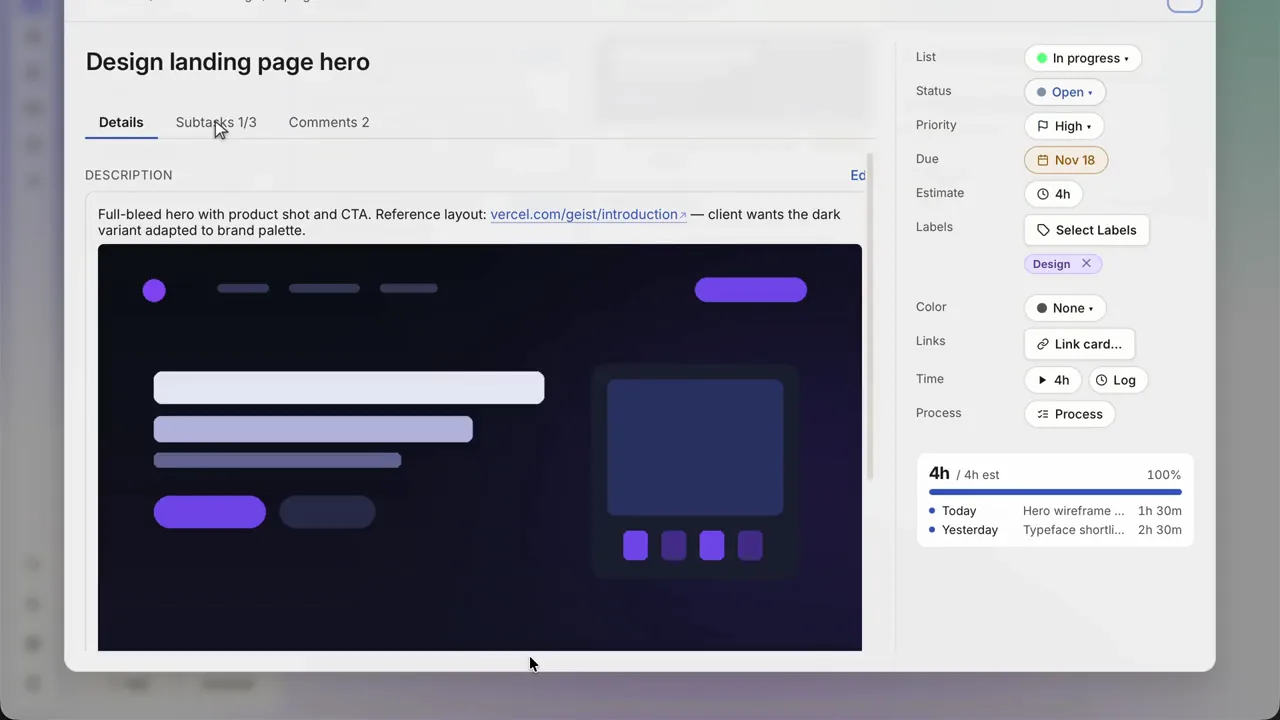 Design landing page hero
Details
Subtasks 1/3
Comments 2
DESCRIPTION
Full-bleed hero with product shot and CTA. Reference layout: vercel.com/geist/introduction↗ — client wants the dark
variant adapted to brand palette.
List
In progress
Status
Open
Priority
High
Due
Nov 18
Estimate
4h
Labels
Select Labels
Design
Color
None
Links
Link card...
Time
4h
Log
Process
Process
4h / 4h est 100%
Today Hero wireframe ... 1h 30m
Yesterday Typeface shortli... 2h 30m